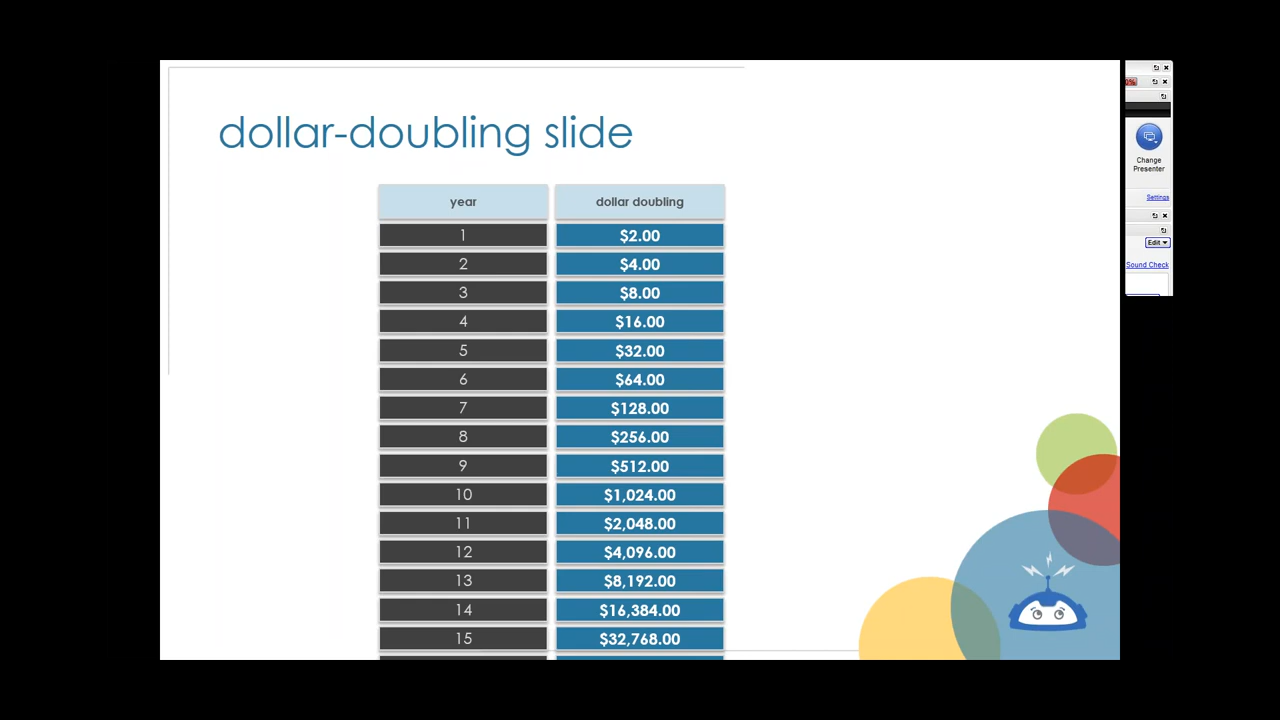 dollar-doubling slide
year dollar doubling
1 $2.00
2 $4.00
3 $8.00
4 $16.00
5 $32.00
6 $64.00
7 $128.00
8 $256.00
9 $512.00
10 $1,024.00
11 $2,048.00
12 $4,096.00
13 $8,192.00
14 $16,384.00
15 $32,768.00
0%
Change
Presenter
Settings
Edit
Sound Check